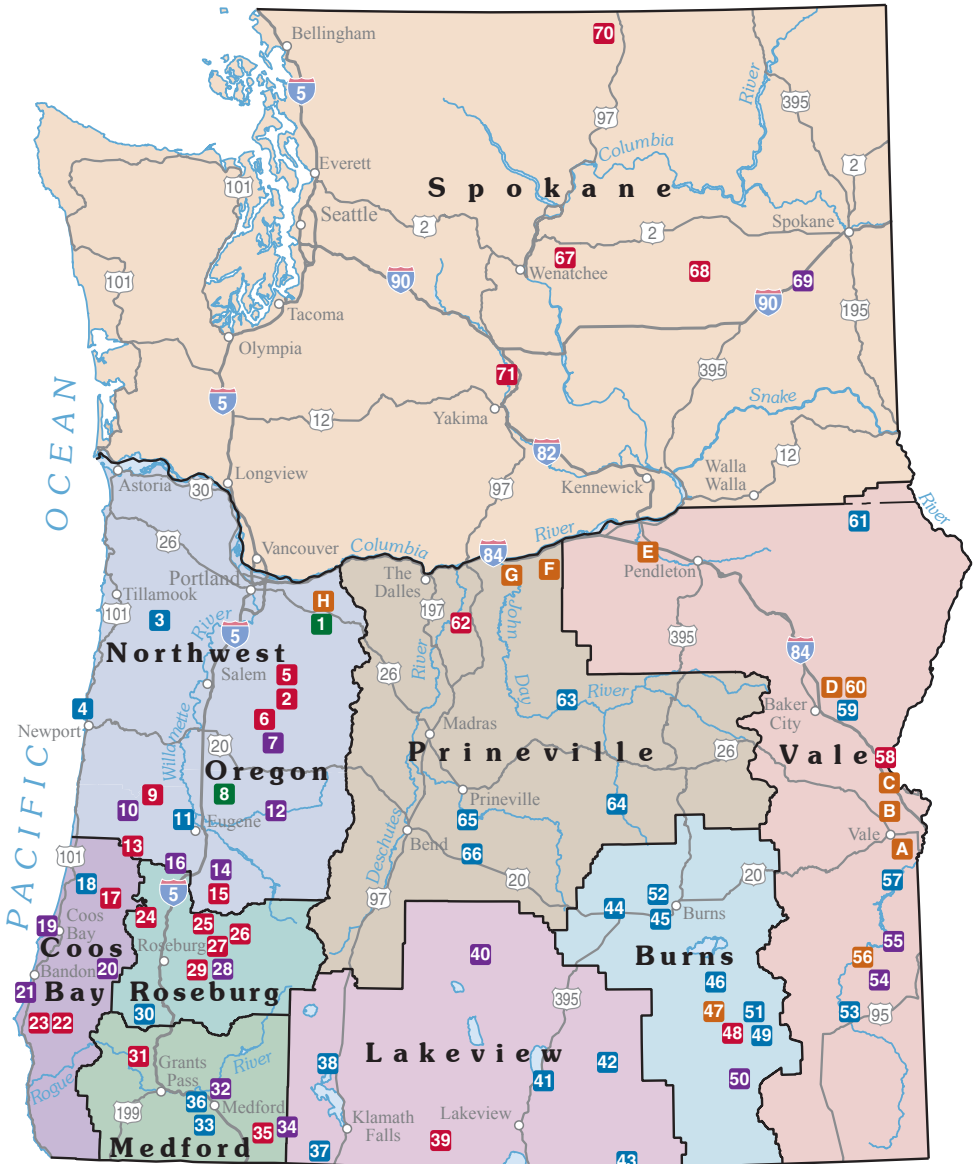 70
Bellingham
5
395
River
97
Columbia
Everett
2
101
Spokane
Seattle
2
2
Spokane
67
Wenatchee
68
69
90
90
101
Tacoma
195
Olympia
71
395
5
Yakima
12
Snake
82
12
Walla
Walla
OCEAN
Longview
97
Kennewick
Astoria
30
River
61
26
Vancouver
Columbia
84
River
E
G
F
Pendleton
Portland
The
Dalles
Tillamook
101
H
1
197
John
3
River
5
62
395
84
Northwest
Salem
5
2
26
River
Day
River
63
D
60
59
Baker
City
4
6
7
Newport
Willamette
20
Madras
Prineville
26
Vale
58
Oregon
C
9
8
10
12
11
Eugene
Prineville
64
65
B
Vale
A
13
Deschutes
Bend
66
101
16
14
57
18
5
15
20
20
17
97
52
PACIFIC
24
25
44
45
Burns
19
Coos
Bay
26
27
55
Coos
Roseburg
40
Burns
56
Bandon
20
29
28
54
46
21
Bay
Roseburg
395
23
22
30
47
51
53
95
48
49
31
Grants
Pass
River
38
Lakeview
42
Rogue
32
41
50
36
Medford
199
33
Klamath
Falls
Lakeview
35
34
39
Medford
37
43